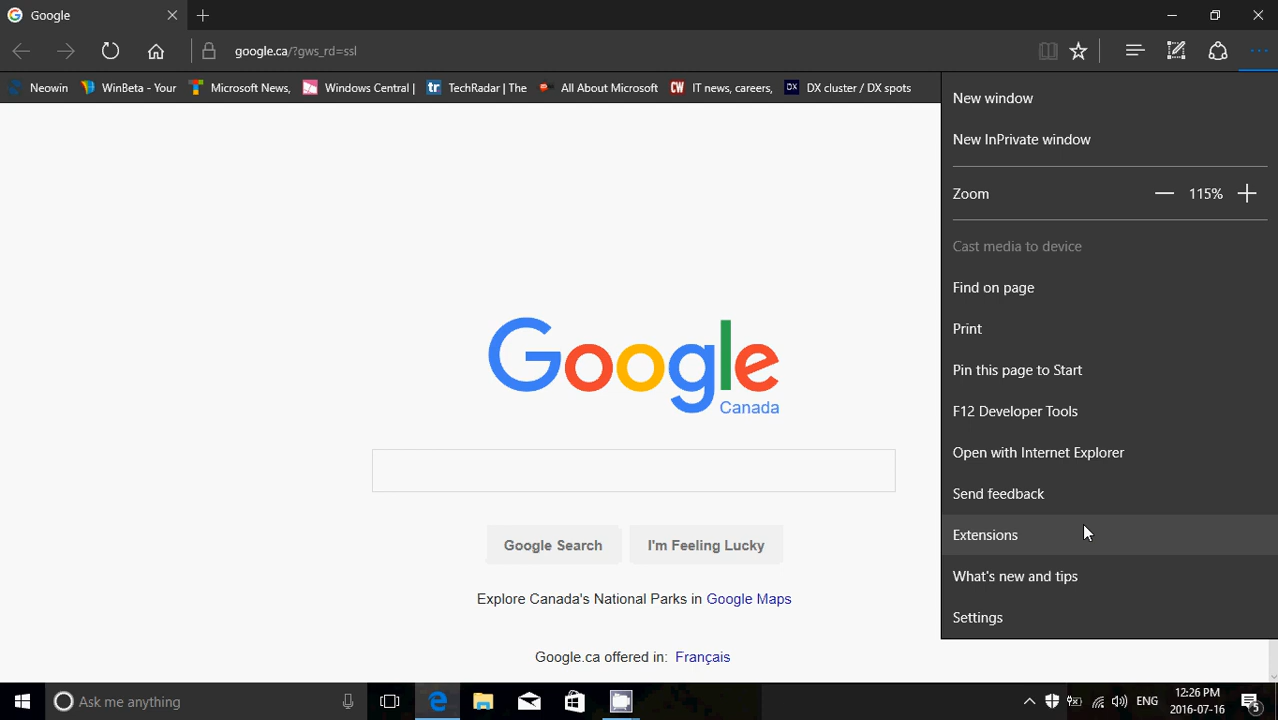 Google
google.ca/?gws_rd=ssl
Neowin WinBeta - Your Microsoft News, Windows Central | TechRadar | The All About Microsoft IT news, careers, DX cluster / DX spots
tr CW DX
New window
New InPrivate window
Zoom 115%
Cast media to device
Find on page
Print
Pin this page to Start
F12 Developer Tools
Open with Internet Explorer
Send feedback
Extensions
What's new and tips
Settings
Google
Canada
Google Search I'm Feeling Lucky
Explore Canada's National Parks in Google Maps
Google.ca offered in: Français
Ask me anything
ENG
12:26 PM
2016-07-16
5